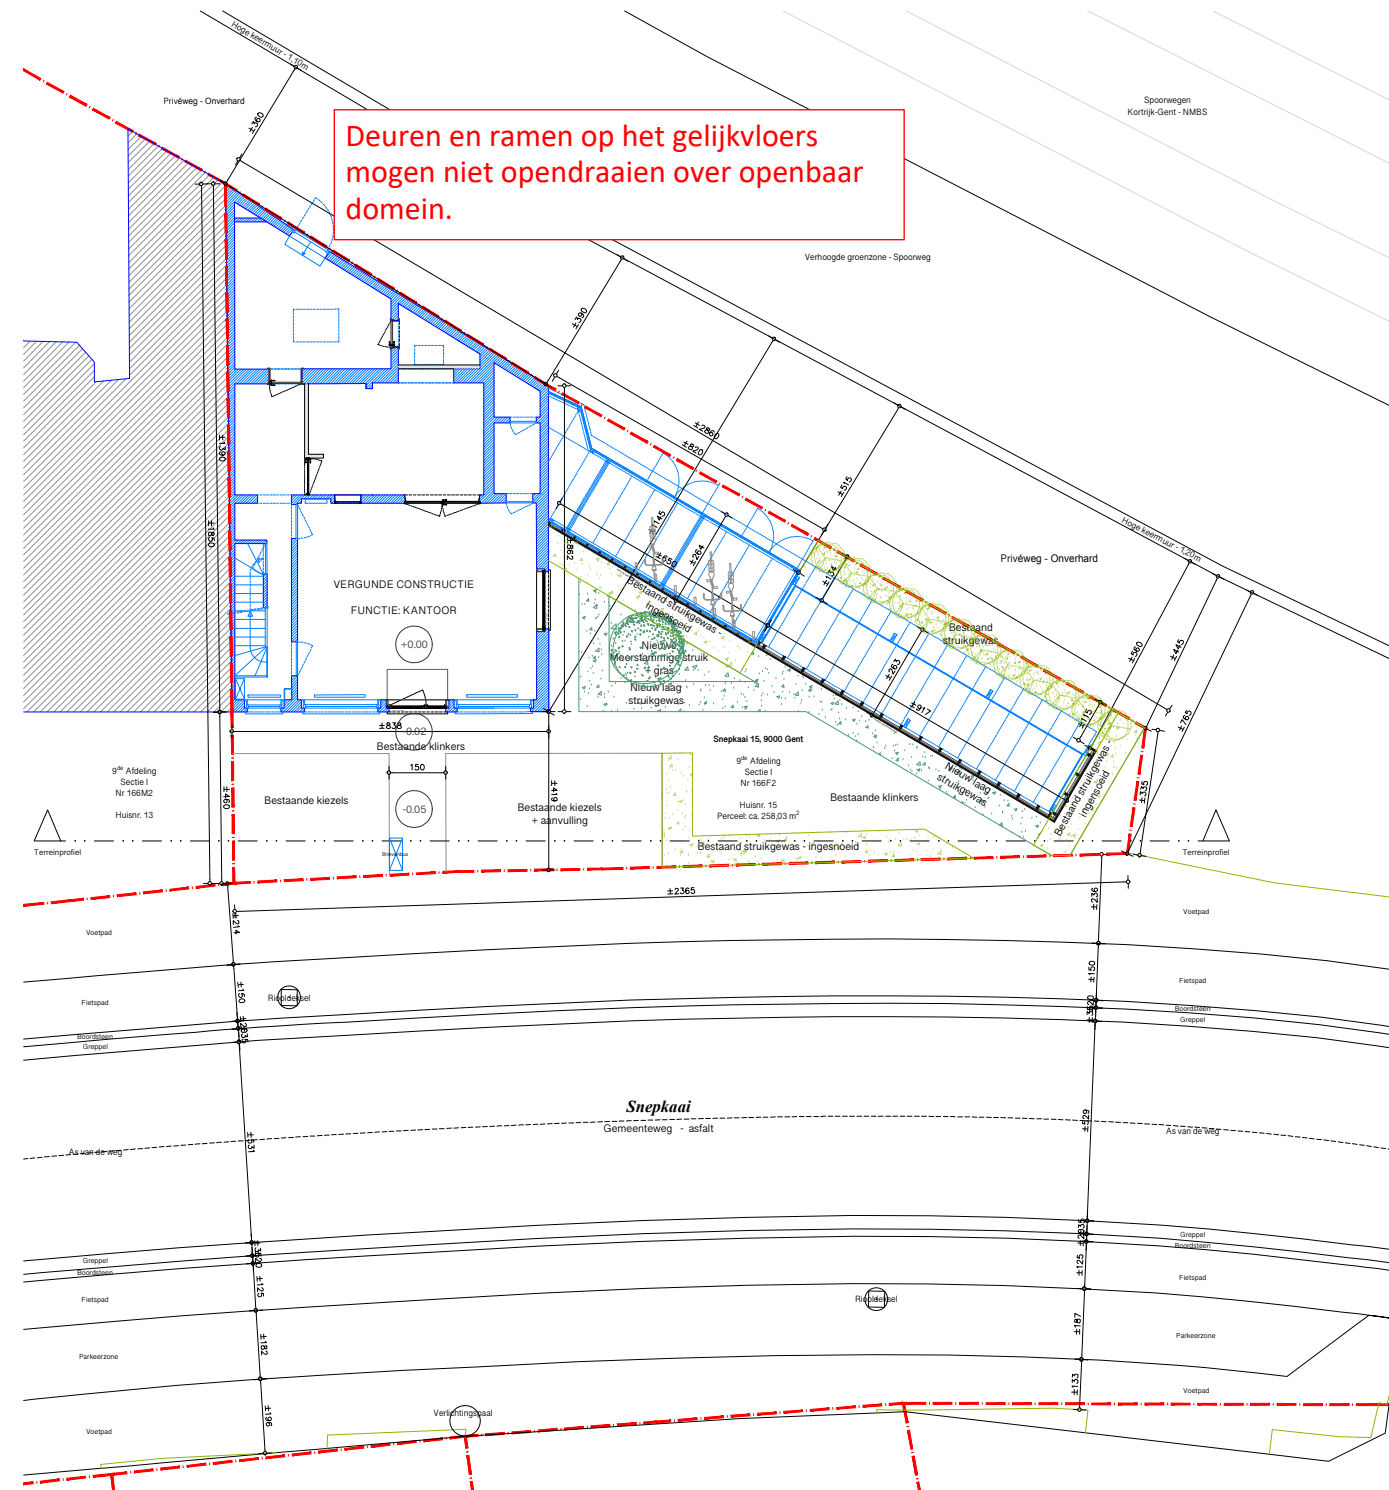 Hoge keermuur - 1,10m
Privéweg - Onverhard
±360
Spoorwegen
Kortrijk-Gent - NMBS
Deuren en ramen op het gelijkvloers
mogen niet opendraaien over openbaar
domein.
Verhoogde groenzone - Spoorweg
±390
±2860
±820
±1390
±515
±1850
±145
±862
±264
±650
±134
Hoge keermuur - 1,20m
Privéweg - Onverhard
VERGUNDE CONSTRUCTIE
FUNCTIE: KANTOOR
+0.00
Bestaand struikgewas -
ingensoeid
Nieuwe
Meerstammige struik
+ gras
Nieuw laag
struikgewas
Bestaand
struikgewas
±263
±560
±445
±765
±917
±115
±838
-0.02
Bestaande klinkers
150
Snepkaai 15, 9000 Gent
9de Afdeling
Sectie I
Nr 166F2
Huisnr. 15
Perceel: ca. 258,03 m²
Nieuw laag
struikgewas
Bestaand struikgewas -
ingensoeid
±335
9de Afdeling
Sectie I
Nr 166M2
Huisnr. 13
±460
Bestaande kiezels
-0.05
±419
Bestaande kiezels
+ aanvulling
Bestaande klinkers
Terreinprofiel
Brievenbus
Bestaand struikgewas - ingesnoeid
Terreinprofiel
±2365
±214
±236
Voetpad
Voetpad
±150
±150
Fietspad
Riooldeksel
Fietspad
Boordsteen
Boordsteen
Greppel
Greppel
Snepkaai
Gemeenteweg - asfalt
±531
±529
As van de weg
As van de weg
Greppel
Greppel
Boordsteen
Boordsteen
±125
±125
Fietspad
Riooldeksel
Fietspad
±182
±187
Parkeerzone
Parkeerzone
±133
Voetpad
±196
Verlichtingspaal
Voetpad